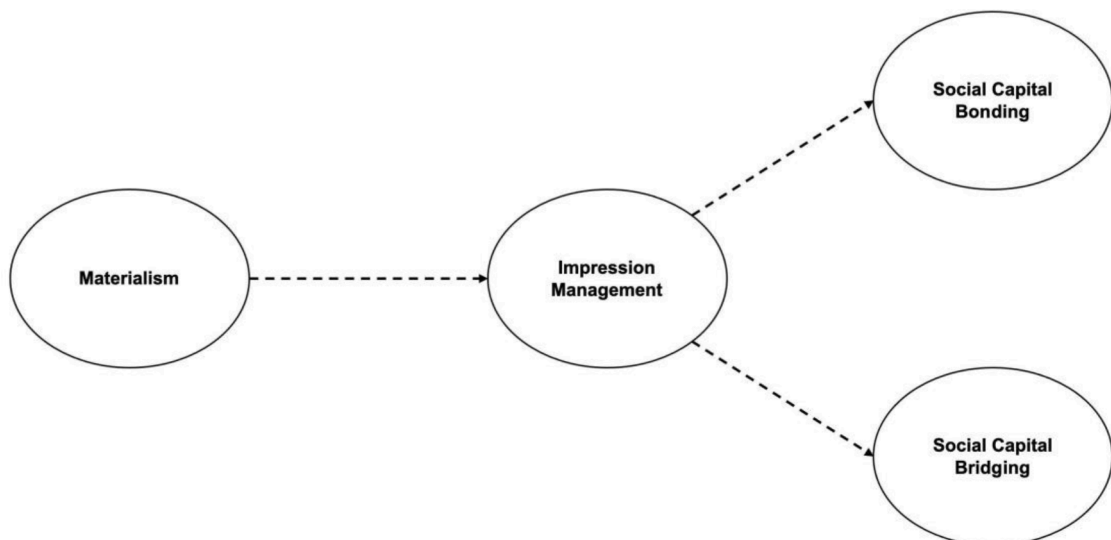 Social Capital
Bonding
Materialism
Impression
Management
Social Capital
Bridging